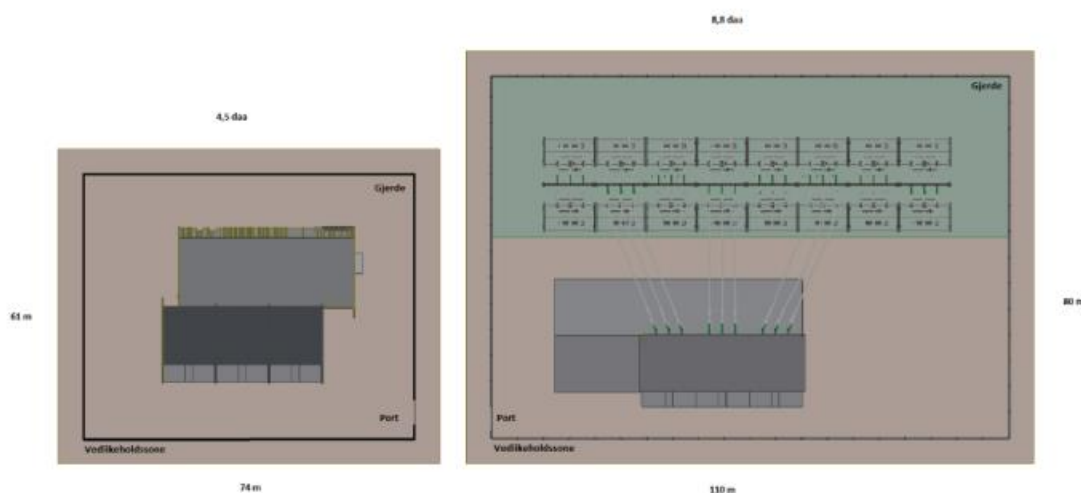 8,8 daa
4,5 daa
Gjerde
Gjerde
61 m
80 m
Port
Port
Vedlikeholdssone
Vedlikeholdssone
74 m
110 m